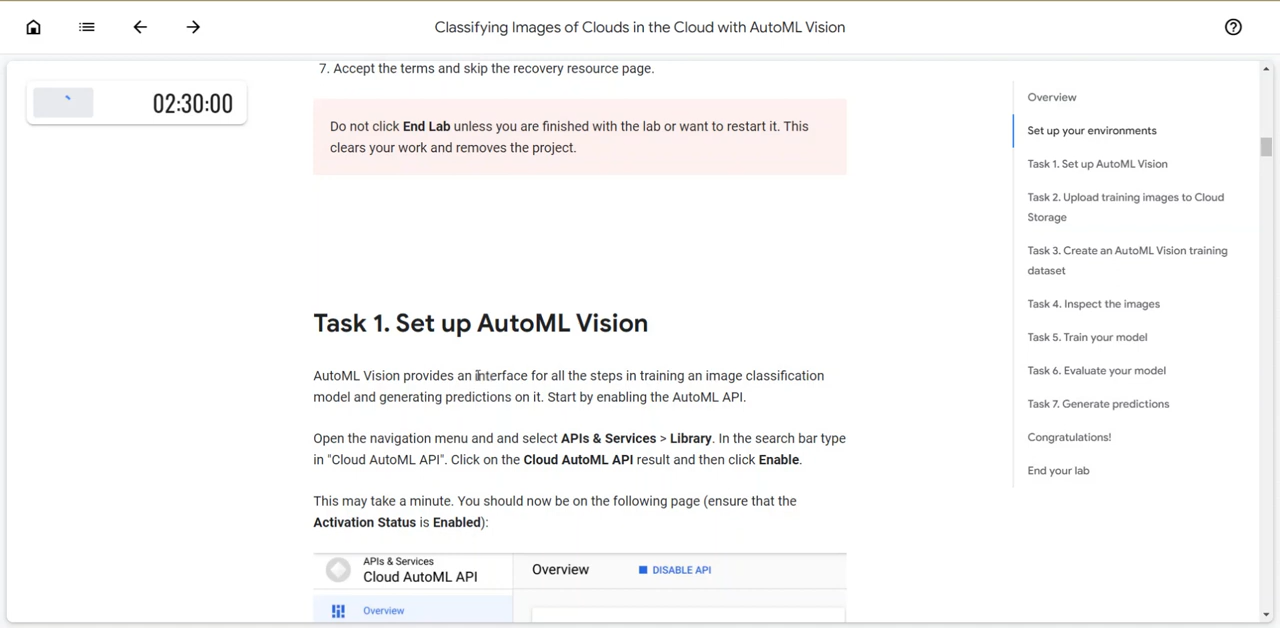 Classifying Images of Clouds in the Cloud with AutoML Vision
02:30:00
7. Accept the terms and skip the recovery resource page.
Do not click End Lab unless you are finished with the lab or want to restart it. This
clears your work and removes the project.
Task 1. Set up AutoML Vision
AutoML Vision provides an interface for all the steps in training an image classification
model and generating predictions on it. Start by enabling the AutoML API.
Open the navigation menu and and select APIs & Services > Library. In the search bar type
in "Cloud AutoML API". Click on the Cloud AutoML API result and then click Enable.
This may take a minute. You should now be on the following page (ensure that the
Activation Status is Enabled):
APIs & Services
Cloud AutoML API
Overview
DISABLE API
Overview
Overview
Set up your environments
Task 1. Set up AutoML Vision
Task 2. Upload training images to Cloud
Storage
Task 3. Create an AutoML Vision training
dataset
Task 4. Inspect the images
Task 5. Train your model
Task 6. Evaluate your model
Task 7. Generate predictions
Congratulations!
End your lab